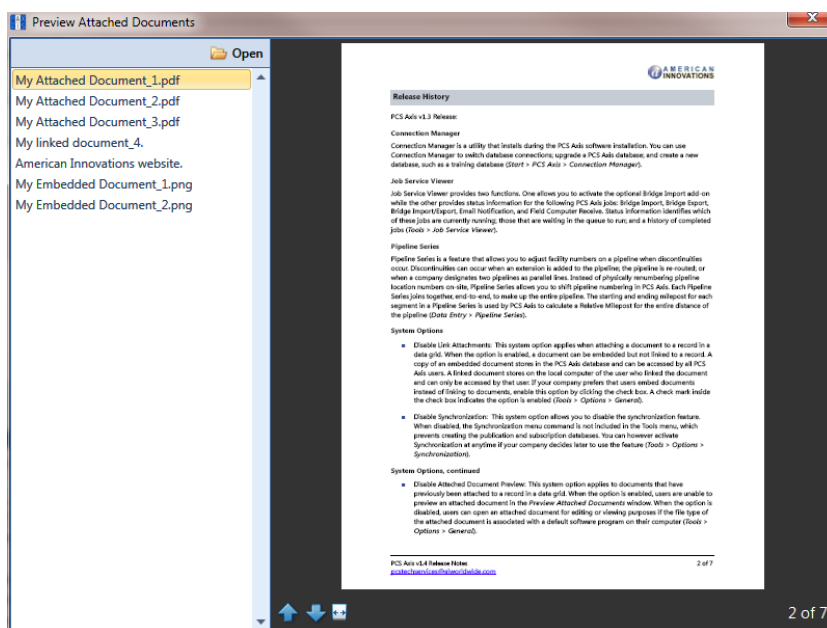 Preview Attached Documents
Open
My Attached Document_1.pdf
My Attached Document_2.pdf
My Attached Document_3.pdf
My linked document_4.
American Innovations website.
My Embedded Document_1.png
My Embedded Document_2.png
AMERICAN
INNOVATIONS
Release History
PCS Axis v1.3 Release:
Connection Manager
Connection Manager is a utility that installs during the PCS Axis software installation. You can use
Connection Manager to switch database connections; upgrade a PCS Axis database; and create a new
database, such as a training database (Start > PCS Axis > Connection Manager).
Job Service Viewer
Job Service Viewer provides two functions. One allows you to activate the optional Bridge Import add-on
while the other provides status information for the following PCS Axis jobs: Bridge Import, Bridge Export,
Bridge Import/Export, Email Notification, and Field Computer Receive. Status information identifies which
of these jobs are currently running; those that are waiting in the queue to run; and a history of completed
jobs (Tools > Job Service Viewer).
Pipeline Series
Pipeline Series is a feature that allows you to adjust facility numbers on a pipeline when discontinuities
occur. Discontinuities can occur when an extension is added to the pipeline; the pipeline is re-routed; or
when a company designates two pipelines as parallel lines. Instead of physically renumbering pipeline
location numbers on-site, Pipeline Series allows you to shift pipeline numbering in PCS Axis. Each Pipeline
Series joins together, end-to-end, to make up the entire pipeline. The starting and ending milepost for each
segment in a Pipeline Series is used by PCS Axis to calculate a Relative Milepost for the entire distance of
the pipeline (Data Entry > Pipeline Series).
System Options
Disable Link Attachments: This system option applies when attaching a document to a record in a
data grid. When the option is enabled, a document can be embedded but not linked to a record. A
copy of an embedded document stores in the PCS Axis database and can be accessed by all PCS
Axis users. A linked document stores on the local computer of the user who linked the document
and can only be accessed by that user. If your company prefers that users embed documents
instead of linking to documents, enable this option by clicking the check box. A check mark inside
the check box indicates the option is enabled (Tools > Options > General).
Disable Synchronization: This system option allows you to disable the synchronization feature.
When disabled, the Synchronization menu command is not included in the Tools menu, which
prevents creating the publication and subscription databases. You can however activate
Synchronization at anytime if your company decides later to use the feature (Tools > Options >
Synchronization).
System Options, continued
Disable Attached Document Preview: This system option applies to documents that have
previously been attached to a record in a data grid. When the option is enabled, users are unable to
preview an attached document in the Preview Attached Documents window. When the option is
disabled, users can open an attached document for editing or viewing purposes if the file type of
the attached document is associated with a default software program on their computer (Tools >
Options > General).
PCS Axis v1.4 Release Notes 2 of 7
pcstechservices@aiworldwide.com
2 of 7